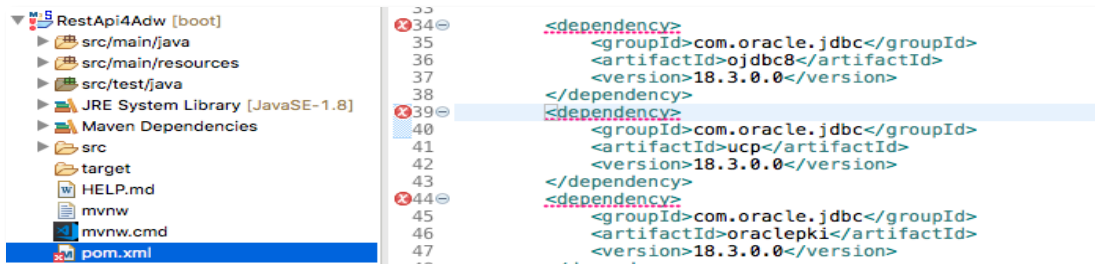 RestApi4Adw [boot]
src/main/java
src/main/resources
src/test/java
JRE System Library [JavaSE-1.8]
Maven Dependencies
src
target
HELP.md
mvnw
mvnw.cmd
pom.xml
34 <dependency>
35 <groupId>com.oracle.jdbc</groupId>
36 <artifactId>ojdbc8</artifactId>
37 <version>18.3.0.0</version>
38 </dependency>
39 <dependency>
40 <groupId>com.oracle.jdbc</groupId>
41 <artifactId>ucp</artifactId>
42 <version>18.3.0.0</version>
43 </dependency>
44 <dependency>
45 <groupId>com.oracle.jdbc</groupId>
46 <artifactId>oraclepki</artifactId>
47 <version>18.3.0.0</version>